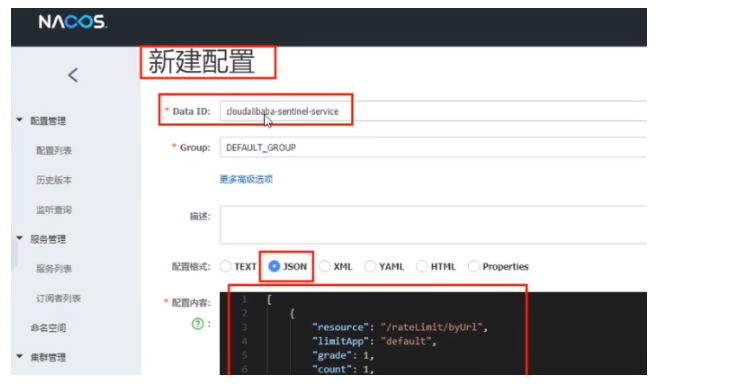 NACOS.
新建配置
* Data ID: cloudalibaba-sentinel-service
配置管理
* Group: DEFAULT_GROUP
配置列表
历史版本
更多高级选项
监听查询
描述:
服务管理
服务列表
配置格式: TEXT JSON XML YAML HTML Properties
订阅者列表
* 配置内容:
? :
命名空间
集群管理
1 [
2 {
3 "resource": "/rateLimit/byUrl",
4 "limitApp": "default",
5 "grade": 1,
6 "count": 1,